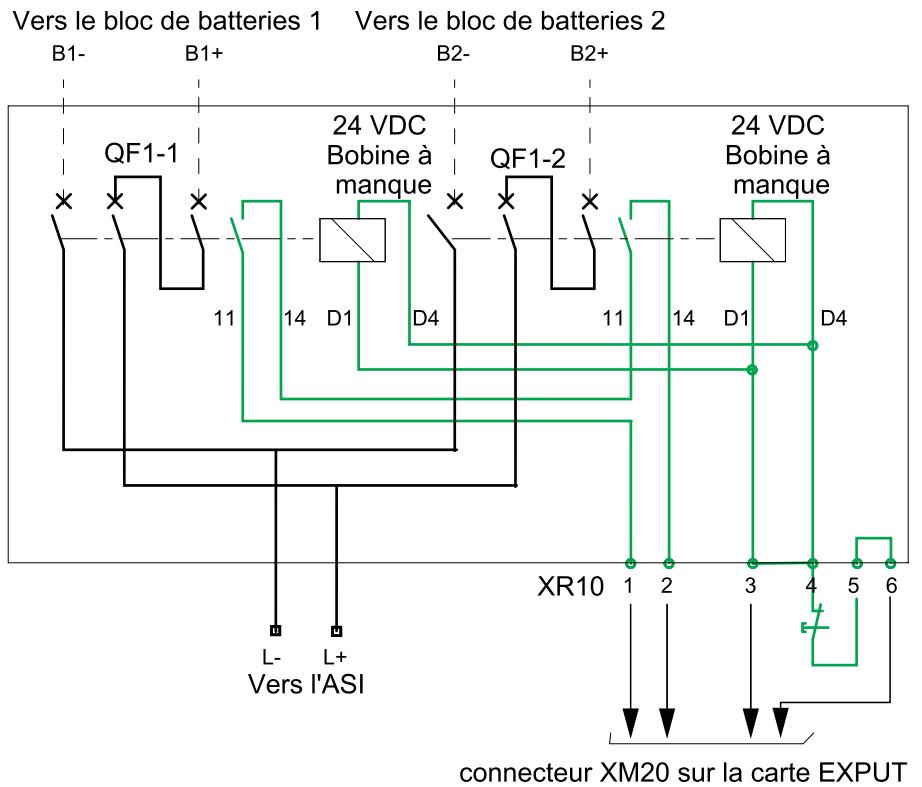 Vers le bloc de batteries 1 Vers le bloc de batteries 2
B1- B1+ B2- B2+
24 VDC
Bobine à
manque
24 VDC
Bobine à
manque
QF1-1 QF1-2
11 14 D1 D4 11 14 D1 D4
XR10 1 2 3 4 5 6
L- L+
Vers l'ASI
connecteur XM20 sur la carte EXPUT